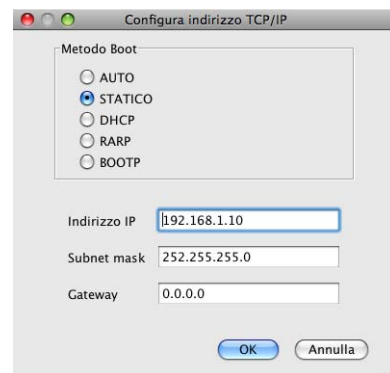 Configura indirizzo TCP/IP
Metodo Boot
AUTO
STATICO
DHCP
RARP
BOOTP
Indirizzo IP 192.168.1.10
Subnet mask 252.255.255.0
Gateway 0.0.0.0
OK Annulla